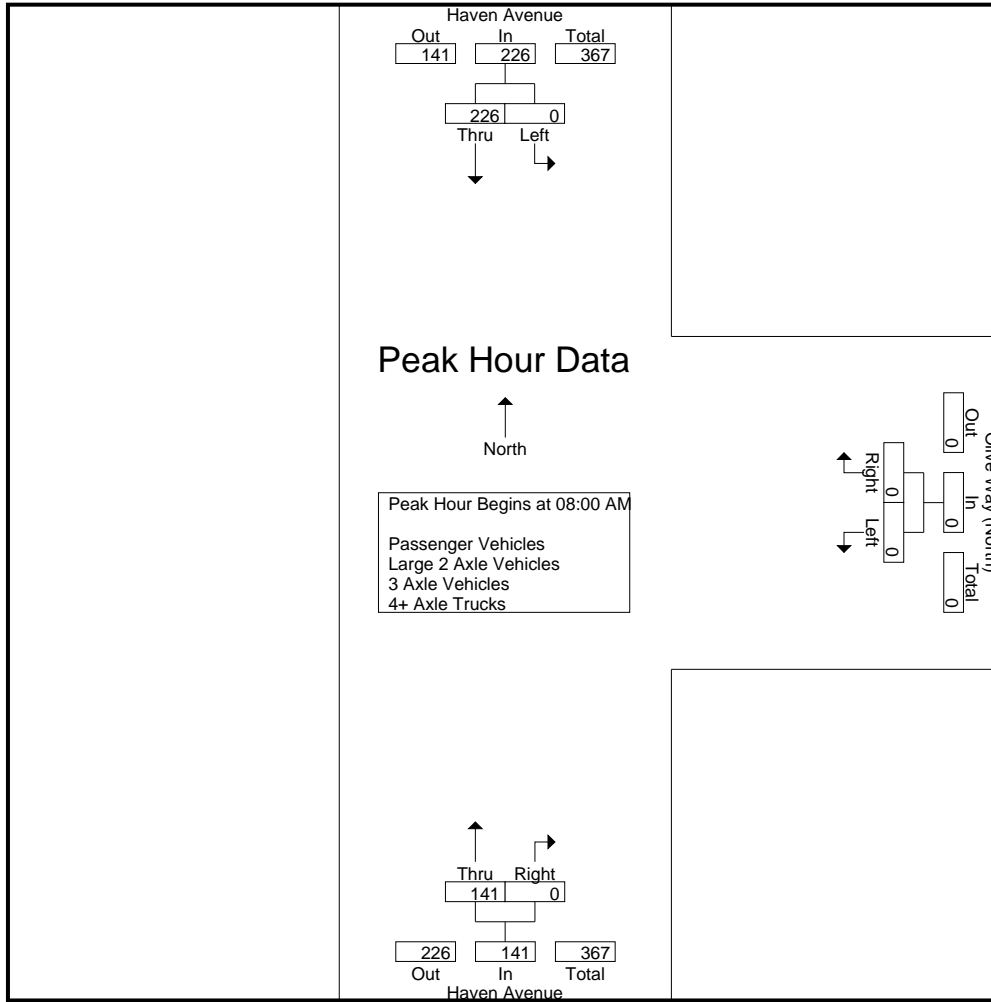 Haven Avenue
Out In Total
141 226 367
226 0
Thru Left
Peak Hour Data
North
Peak Hour Begins at 08:00 AM
Passenger Vehicles
Large 2 Axle Vehicles
3 Axle Vehicles
4+ Axle Trucks
Right Left
0 0
Out In Total
0 0 0
Way (North)
Thru Right
141 0
226 141 367
Out In Total
Haven Avenue